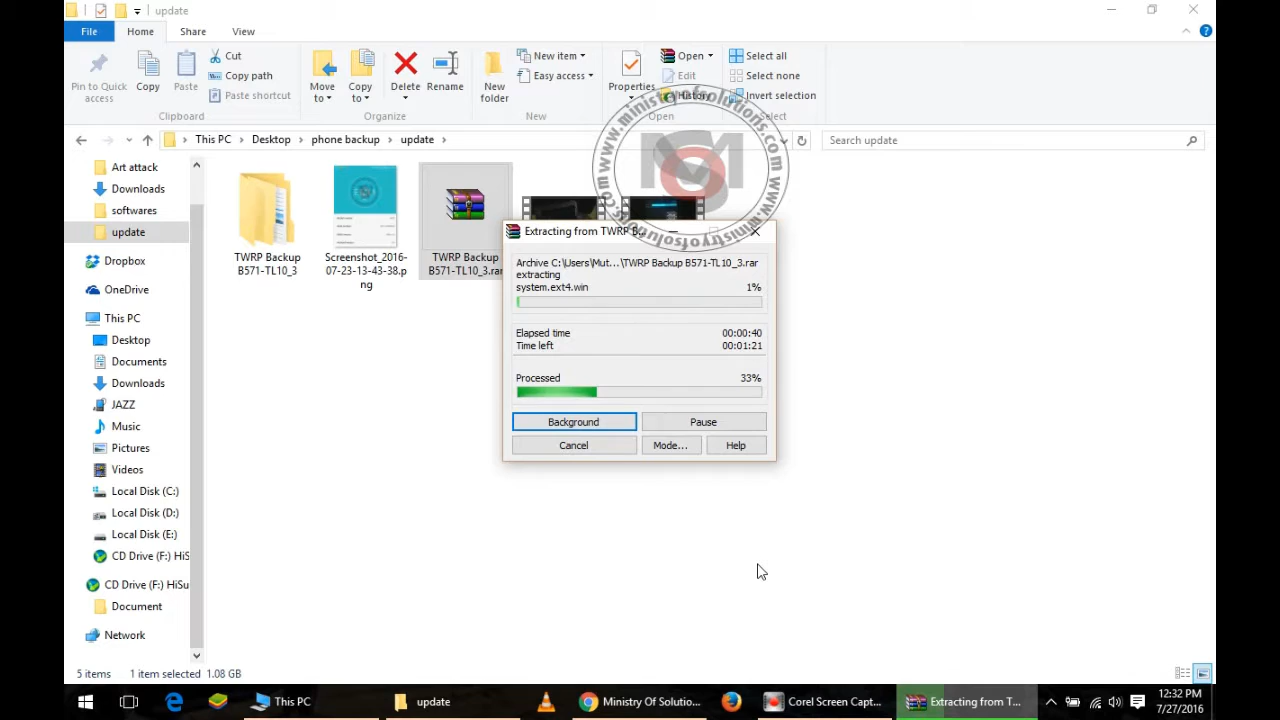 update
File
Home
Share
View
Pin to Quick
access
Copy
Paste
Cut
Copy path
Paste shortcut
Clipboard
Move
to
Copy
to
Delete
Rename
Organize
New
folder
New item
Easy access
New
Properties
Open
Edit
History
Open
Select all
Select none
Invert selection
Select
This PC
Desktop
phone backup
update
Search update
Art attack
Downloads
softwares
update
Dropbox
OneDrive
This PC
Desktop
Documents
Downloads
JAZZ
Music
Pictures
Videos
Local Disk (C:)
Local Disk (D:)
Local Disk (E:)
CD Drive (F:) HiS
CD Drive (F:) HiSu
Document
Network
TWRP Backup
B571-TL10_3
Screenshot_2016-
07-23-13-43-38.p
ng
TWRP Backup
B571-TL10_3.rar
www.ministryofsolutions.com
Extracting from TWRP B...
Archive C:\Users\Mut...\TWRP Backup B571-TL10_3.rar
extracting
system.ext4.win 1%
Elapsed time 00:00:40
Time left 00:01:21
Processed 33%
Background
Pause
Cancel
Mode...
Help
5 items 1 item selected 1.08 GB
This PC
update
Ministry Of Solutio...
Corel Screen Capt...
Extracting from T...
12:32 PM
7/27/2016